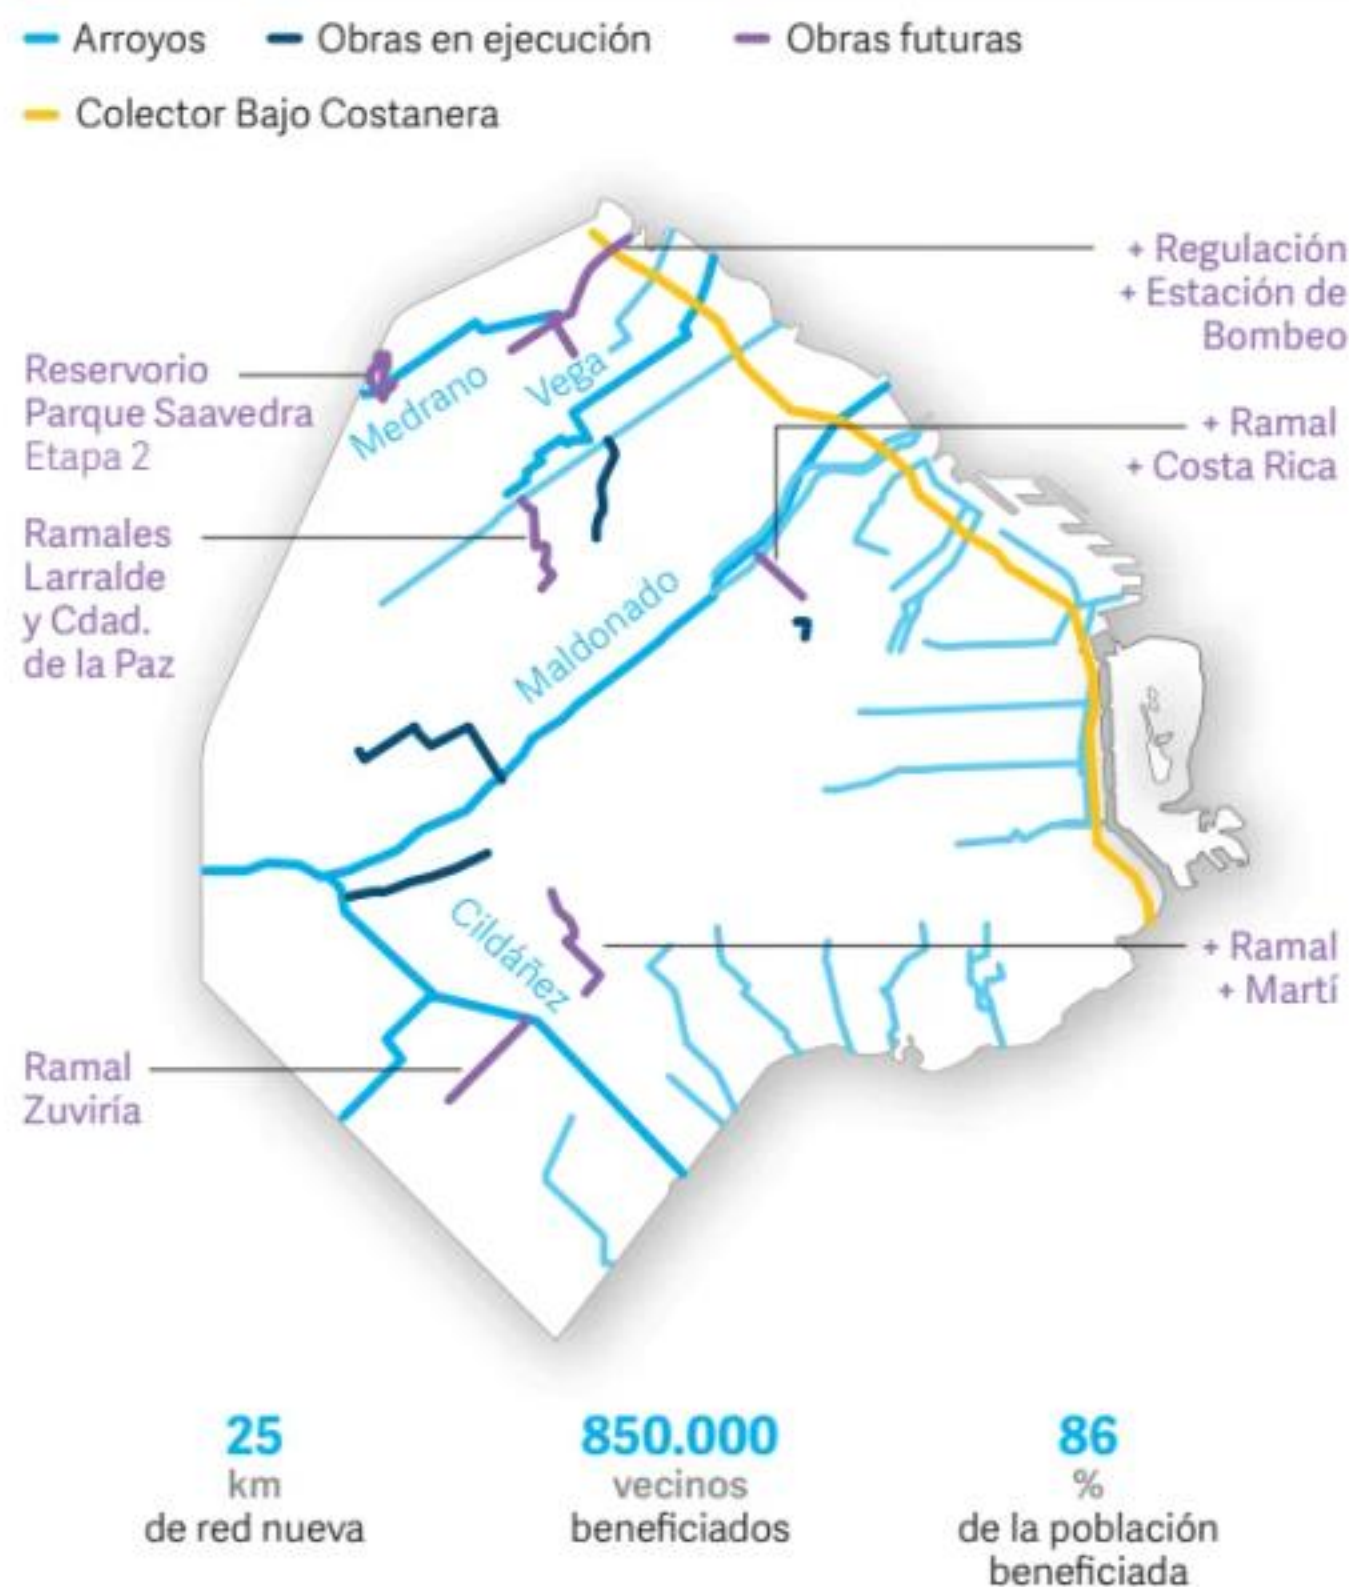 Arroyos
Obras en ejecución
Obras futuras
Colector Bajo Costanera
+ Regulación
+ Estación de
Bombeo
Reservorio
Parque Saavedra
Etapa 2
Medrano
Vega
+ Ramal
+ Costa Rica
Ramales
Larralde
y Cdad.
de la Paz
Maldonado
Cildáñez
+ Ramal
+ Martí
Ramal
Zuviría
25
km
de red nueva
850.000
vecinos
beneficiados
86
%
de la población
beneficiada